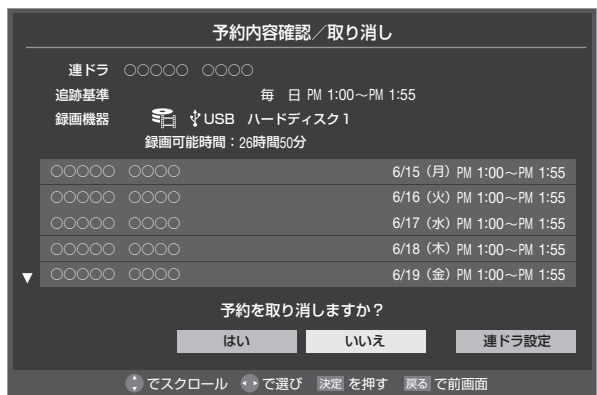 予約内容確認／取り消し
連ドラ ○○○○○ ○○○○
追跡基準 毎 日 PM 1:00～PM 1:55
録画機器 USB ハードディスク1
録画可能時間：26時間50分
○○○○○ ○○○○ 6/15（月）PM 1:00～PM 1:55
○○○○○ ○○○○ 6/16（火）PM 1:00～PM 1:55
○○○○○ ○○○○ 6/17（水）PM 1:00～PM 1:55
○○○○○ ○○○○ 6/18（木）PM 1:00～PM 1:55
▼ ○○○○○ ○○○○ 6/19（金）PM 1:00～PM 1:55
予約を取り消しますか？
はい いいえ 連ドラ設定
でスクロール で選び 決定 を押す 戻る で前画面